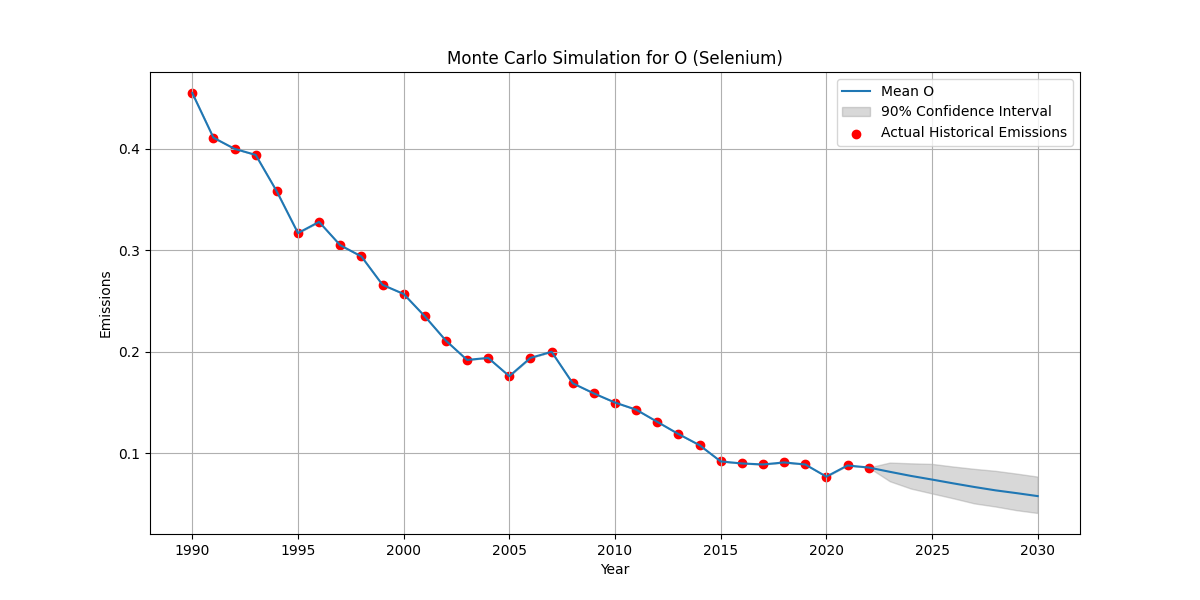 Monte Carlo Simulation for O (Selenium)
Mean O
90% Confidence Interval
Actual Historical Emissions
Emissions
0.4
0.3
0.2
0.1
1990 1995 2000 2005 2010 2015 2020 2025 2030
Year